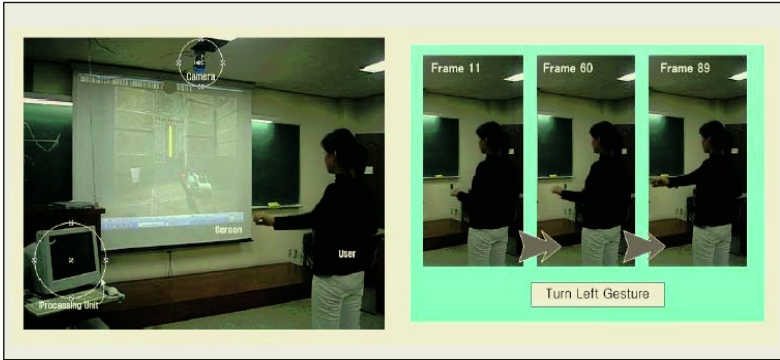 Camera
Screen
User
Processing Unit
Frame 11
Frame 60
Frame 89
Turn Left Gesture